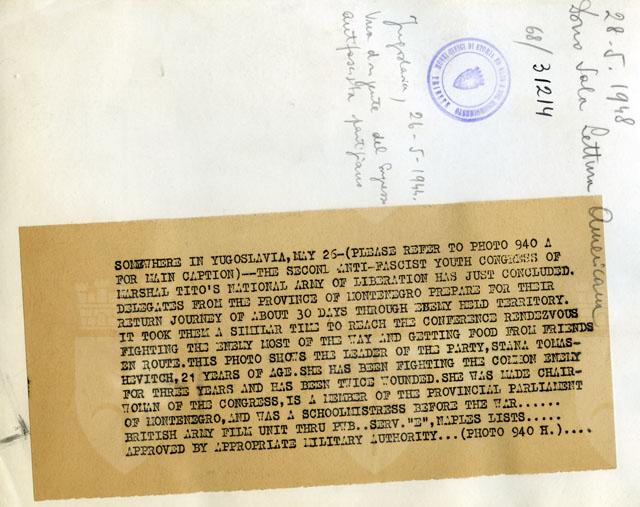 28-5. 1948
Dono Sala Lettura Americana
68/31214
Jugoslavia, 26-5-1944.
antifascista partigiano
SOMEWHERE IN YUGOSLAVIA,MAY 26-(PLEASE REFER TO PHOTO 940 A
FOR MAIN CAPTION)--THE SECOND ANTI-FASCIST YOUTH CONGRESS OF
MARSHAL TITO'S NATIONAL ARMY OF LIBERATION HAS JUST CONCLUDED.
DELEGATES FROM THE PROVINCE OF MONTENEGRO PREPARE FOR THEIR
RETURN JOURNEY OF ABOUT 30 DAYS THROUGH ENEMY HELD TERRITORY.
IT TOOK THEM A SIMILAR TIME TO REACH THE CONFERENCE RENDEZVOUS
FIGHTING THE ENEMY MOST OF THE WAY AND GETTING FOOD FROM FRIENDS
EN ROUTE.THIS PHOTO SHOWS THE LEADER OF THE PARTY,STANA TOMAS-
HEVITCH,21 YEARS OF AGE.SHE HAS BEEN FIGHTING THE COMMON ENEMY
FOR THREE YEARS AND HAS BEEN TWICE WOUNDED.SHE WAS MADE CHAIR-
WOMAN OF THE CONGRESS,IS A MEMBER OF THE PROVINCIAL PARLIAMENT
OF MONTENEGRO,AND WAS A SCHOOLMISTRESS BEFORE THE WAR......
BRITISH ARMY FILM UNIT THRU PWB..SERV."E",NAPLES LISTS.....
APPROVED BY APPROPRIATE MILITARY AUTHORITY...(PHOTO 940 H.)....